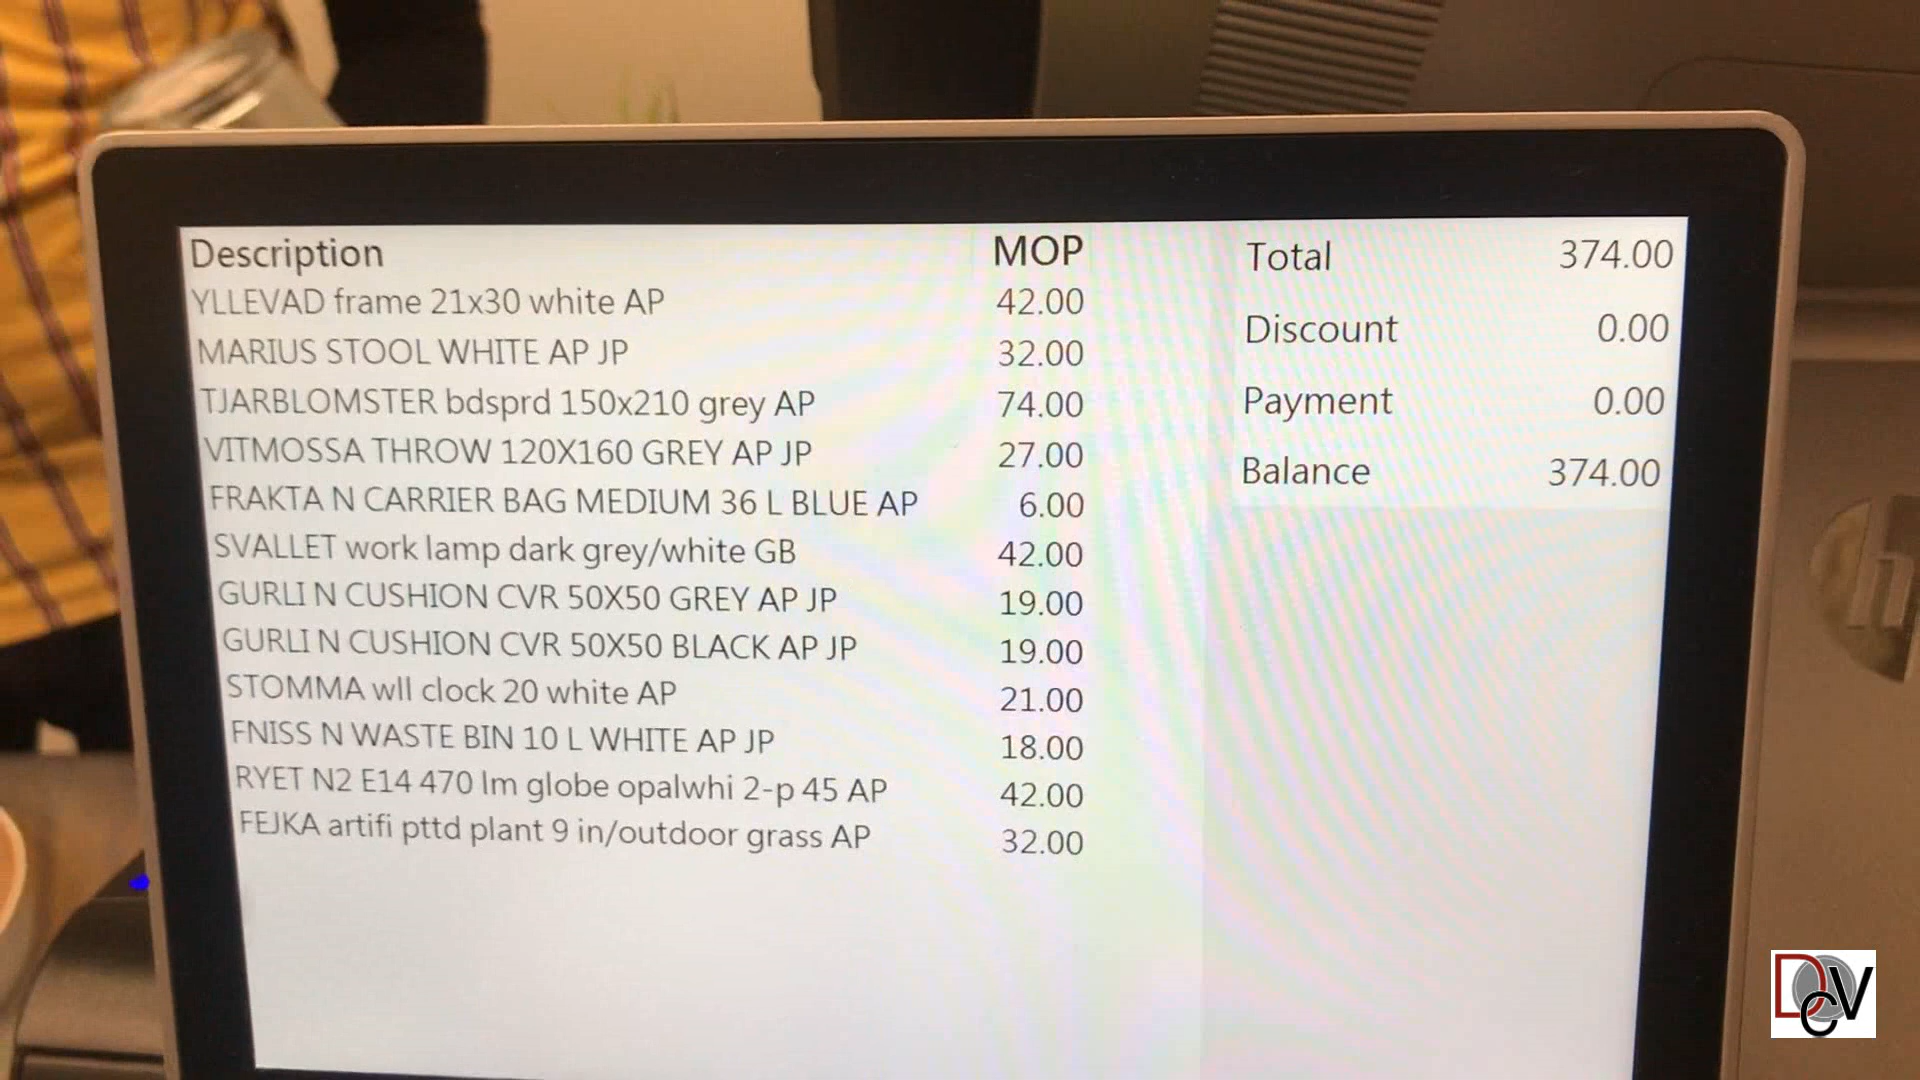 Description MOP
YLLEVAD frame 21x30 white AP 42.00
MARIUS STOOL WHITE AP JP 32.00
TJARBLOMSTER bdsprd 150x210 grey AP 74.00
VITMOSSA THROW 120X160 GREY AP JP 27.00
FRAKTA N CARRIER BAG MEDIUM 36 L BLUE AP 6.00
SVALLET work lamp dark grey/white GB 42.00
GURLI N CUSHION CVR 50X50 GREY AP JP 19.00
GURLI N CUSHION CVR 50X50 BLACK AP JP 19.00
STOMMA wll clock 20 white AP 21.00
FNISS N WASTE BIN 10 L WHITE AP JP 18.00
RYET N2 E14 470 lm globe opalwhi 2-p 45 AP 42.00
FEJKA artifi pttd plant 9 in/outdoor grass AP 32.00
Total 374.00
Discount 0.00
Payment 0.00
Balance 374.00
hp
DCV